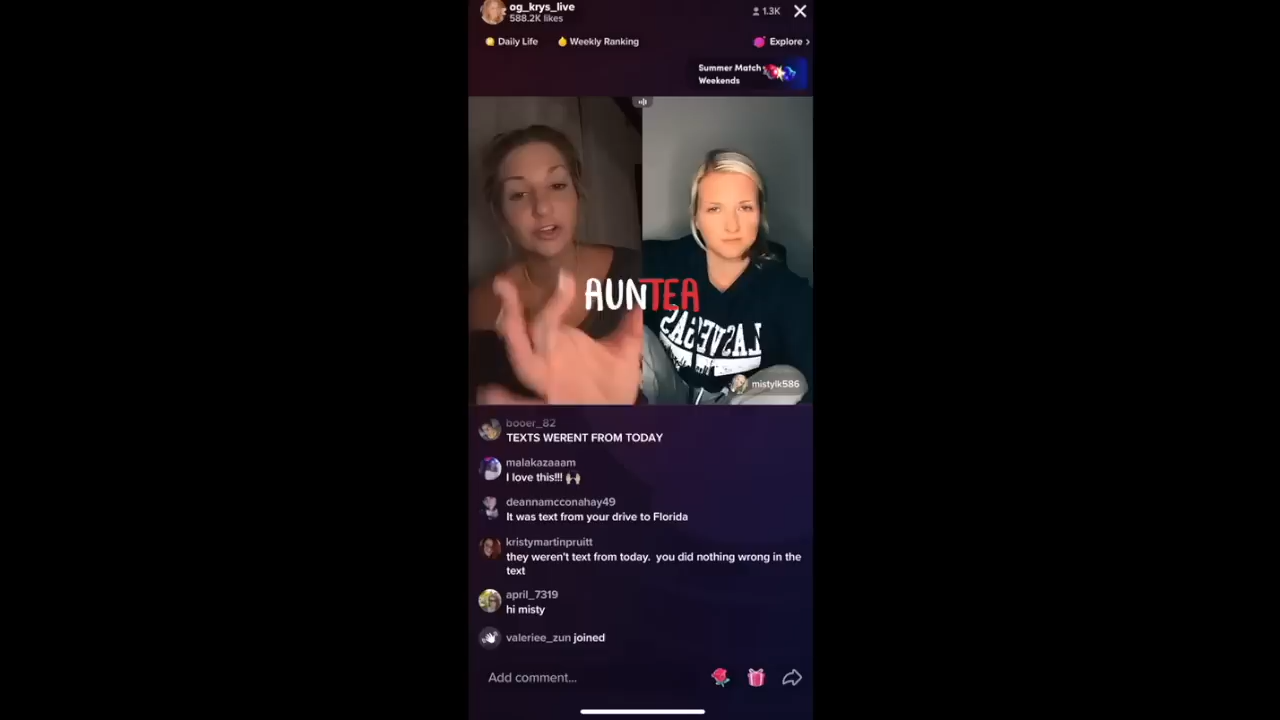 og_krys_live
588.2K likes
1.3K
Daily Life
Weekly Ranking
Explore >
Summer Match
Weekends
AUNTEA
LAS VEGAS
mistylk586
booer_82
TEXTS WERENT FROM TODAY
malakazaaam
I love this!!! 🙌🏼
deannamcconahay49
It was text from your drive to Florida
kristymartinpruitt
they weren't text from today. you did nothing wrong in the
text
april_7319
hi misty
valeriee_zun joined
Add comment...